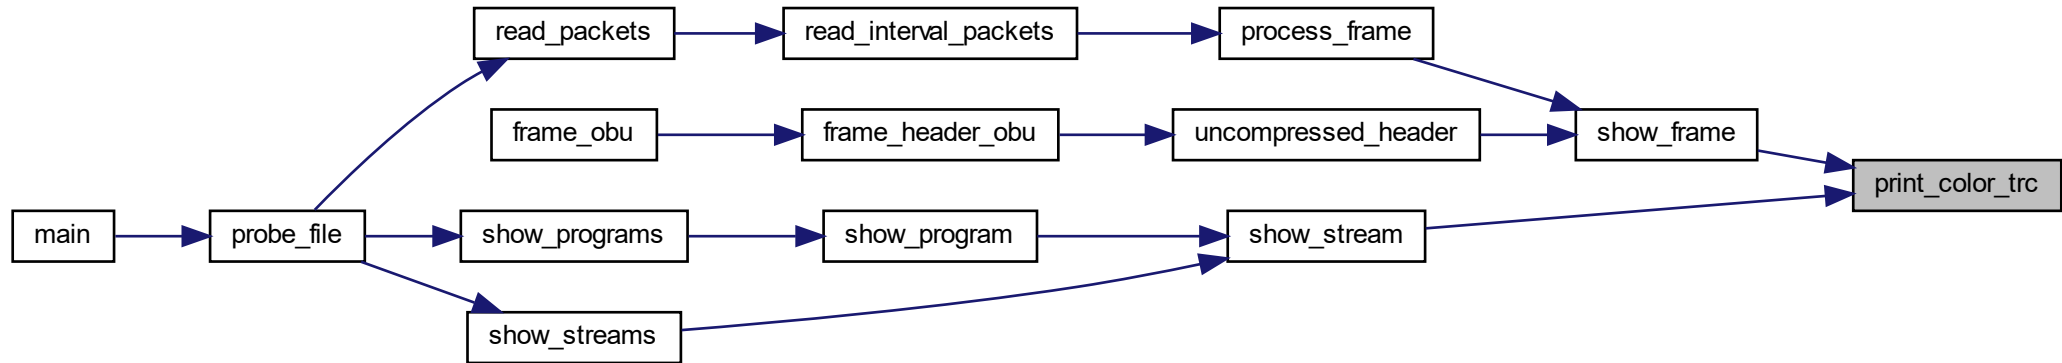 read_packets
read_interval_packets
process_frame
frame_obu
frame_header_obu
uncompressed_header
show_frame
print_color_trc
main
probe_file
show_programs
show_program
show_stream
show_streams